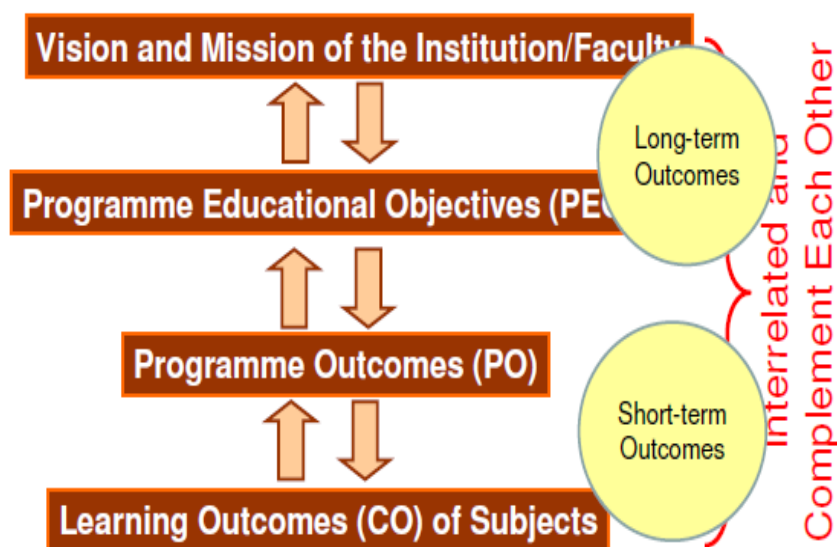 Vision and Mission of the Institution/Faculty
Long-term
Outcomes
Programme Educational Objectives (PEO
Programme Outcomes (PO)
Short-term
Outcomes
Learning Outcomes (CO) of Subjects
Interrelated and
Complement Each Other